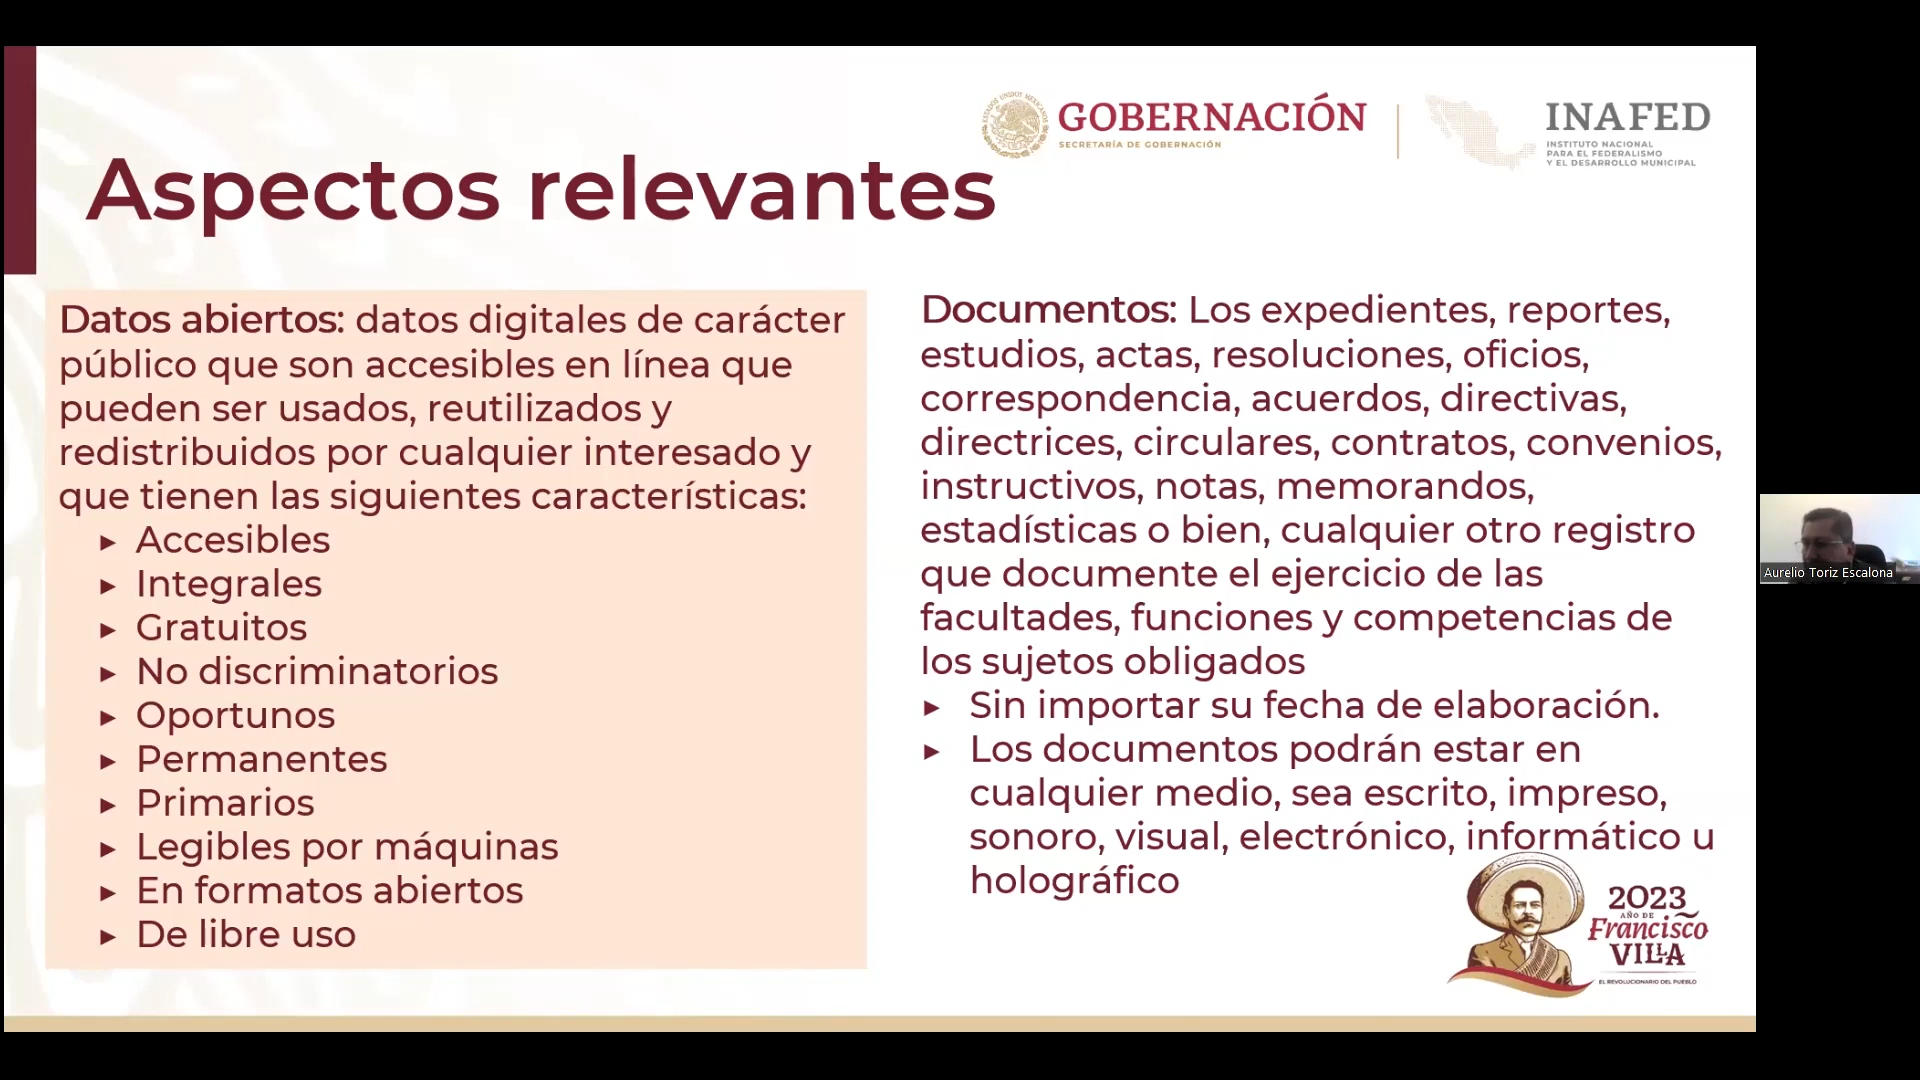 GOBERNACIÓN
SECRETARÍA DE GOBERNACIÓN
INAFED
INSTITUTO NACIONAL
PARA EL FEDERALISMO
Y EL DESARROLLO MUNICIPAL
Aspectos relevantes
Datos abiertos: datos digitales de carácter
público que son accesibles en línea que
pueden ser usados, reutilizados y
redistribuidos por cualquier interesado y
que tienen las siguientes características:
▸ Accesibles
▸ Integrales
▸ Gratuitos
▸ No discriminatorios
▸ Oportunos
▸ Permanentes
▸ Primarios
▸ Legibles por máquinas
▸ En formatos abiertos
▸ De libre uso
Documentos: Los expedientes, reportes,
estudios, actas, resoluciones, oficios,
correspondencia, acuerdos, directivas,
directrices, circulares, contratos, convenios,
instructivos, notas, memorandos,
estadísticas o bien, cualquier otro registro
que documente el ejercicio de las
facultades, funciones y competencias de
los sujetos obligados
▸ Sin importar su fecha de elaboración.
▸ Los documentos podrán estar en
cualquier medio, sea escrito, impreso,
sonoro, visual, electrónico, informático u
holográfico
2023
AÑO DE
Francisco
VILLA
EL REVOLUCIONARIO DEL PUEBLO
Aurelio Toriz Escalona